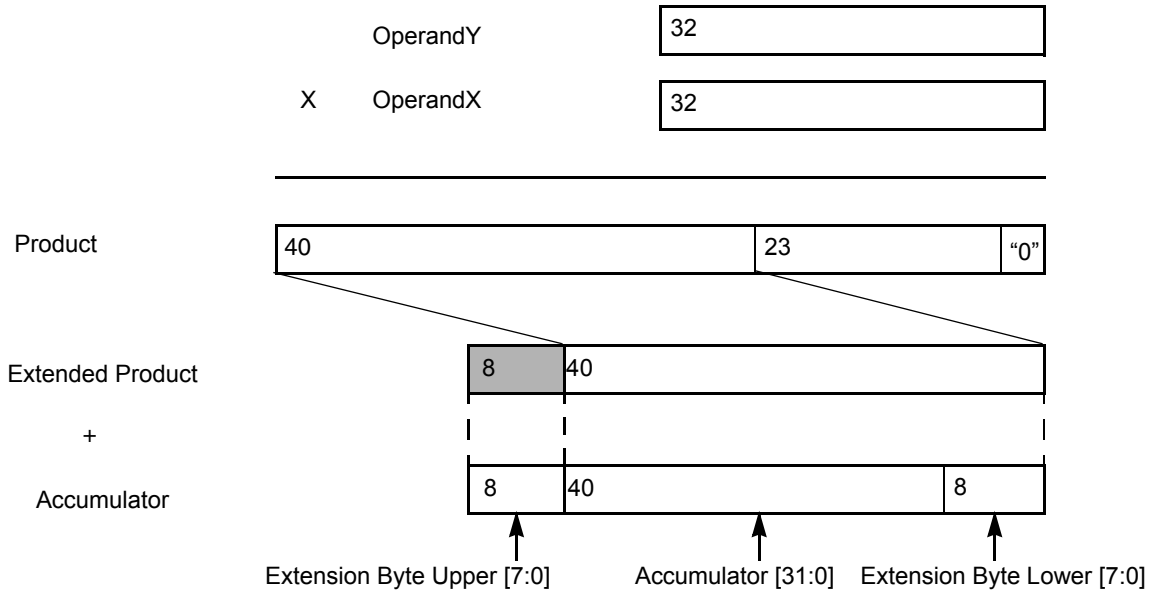 OperandY 32
X OperandX 32
Product 40 23 “0”
Extended Product 8 40
+
Accumulator 8 40 8
Extension Byte Upper [7:0] Accumulator [31:0] Extension Byte Lower [7:0]